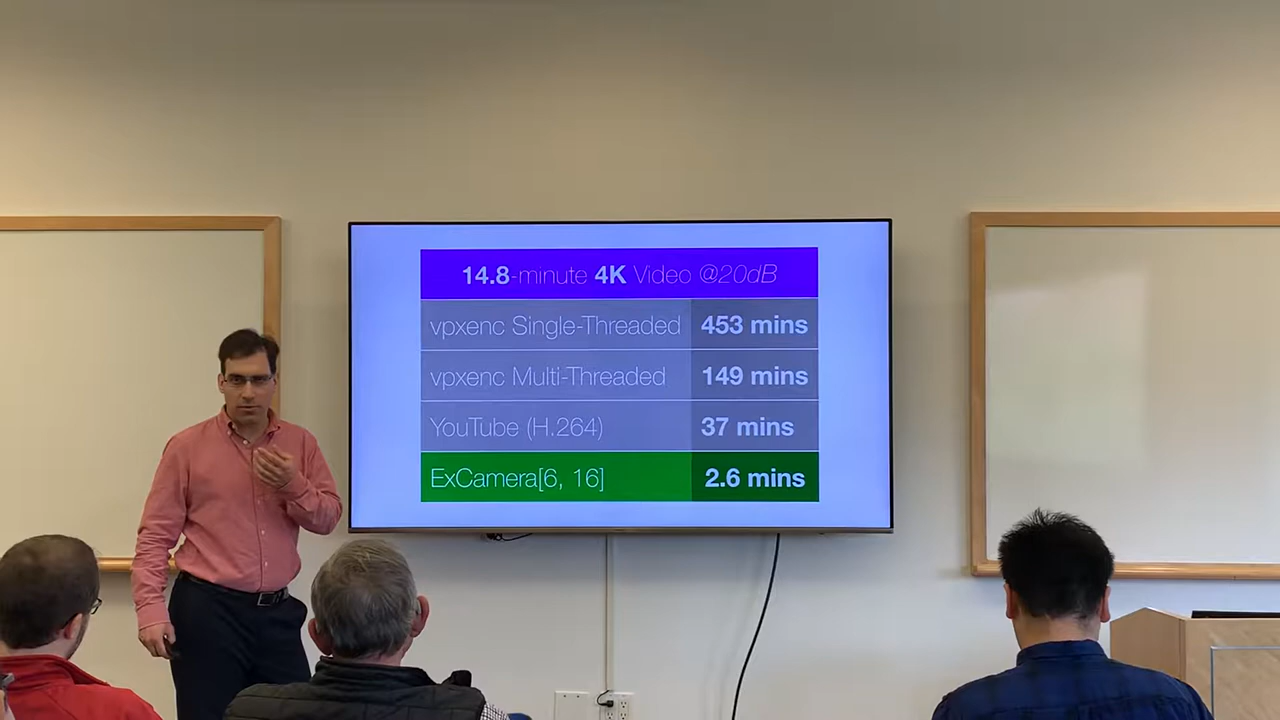 14.8-minute 4K Video @20dB
vpxenc Single-Threaded 453 mins
vpxenc Multi-Threaded 149 mins
YouTube (H.264) 37 mins
ExCamera[6, 16] 2.6 mins